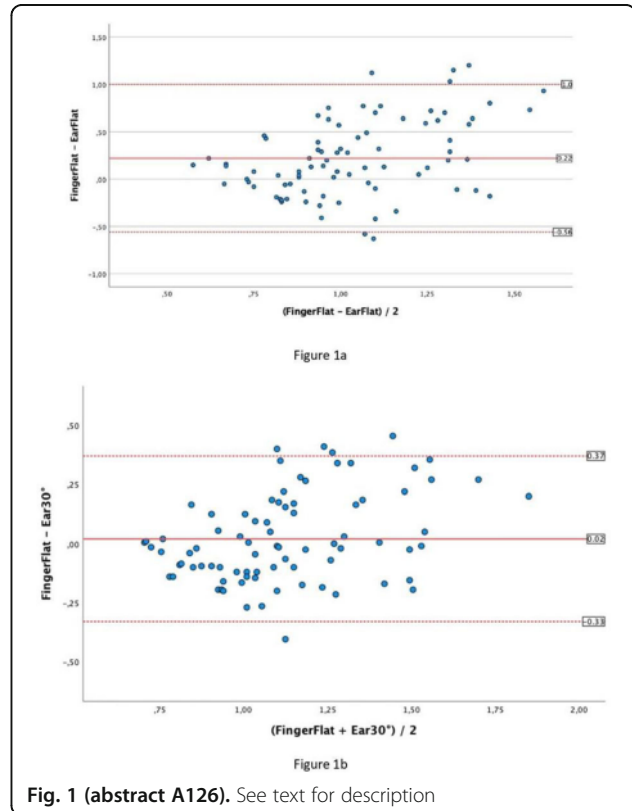 1,50
1,00
1.0
,50
0.22
,00
-,50
-0.56
-1,00
FingerFlat - EarFlat
,50 ,75 1,00 1,25 1,50
(FingerFlat - EarFlat) / 2
Figure 1a
,50
0.37
,25
0.02
,00
-,25
-0.33
-,50
FingerFlat - Ear30°
,75 1,00 1,25 1,50 1,75 2,00
(FingerFlat + Ear30°) / 2
Figure 1b
Fig. 1 (abstract A126). See text for description